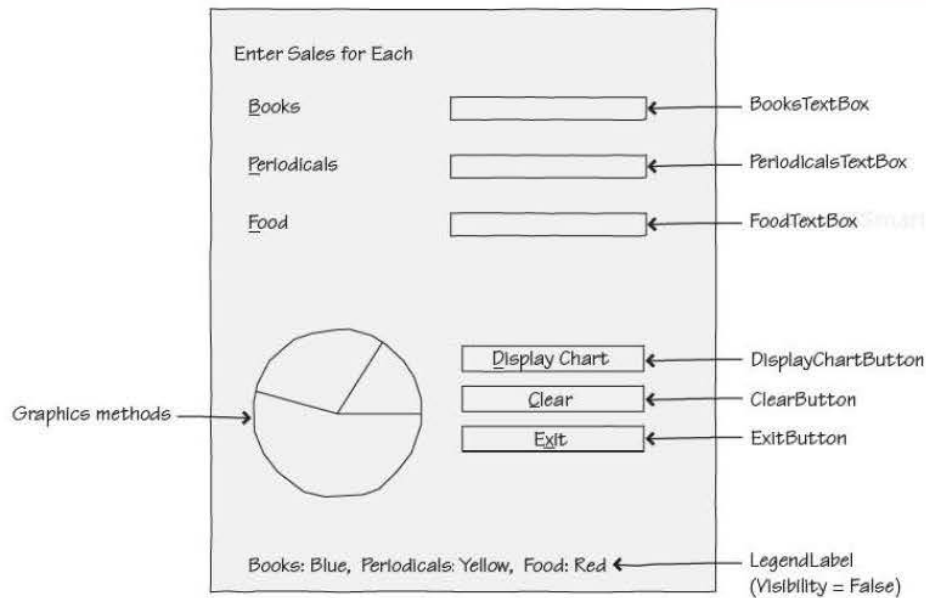 Enter Sales for Each
Books BooksTextBox
Periodicals PeriodicalsTextBox
Food FoodTextBox
Display Chart DisplayChartButton
Clear ClearButton
Graphics methods
Exit ExitButton
Books: Blue, Periodicals: Yellow, Food: Red
LegendLabel
(Visibility = False)